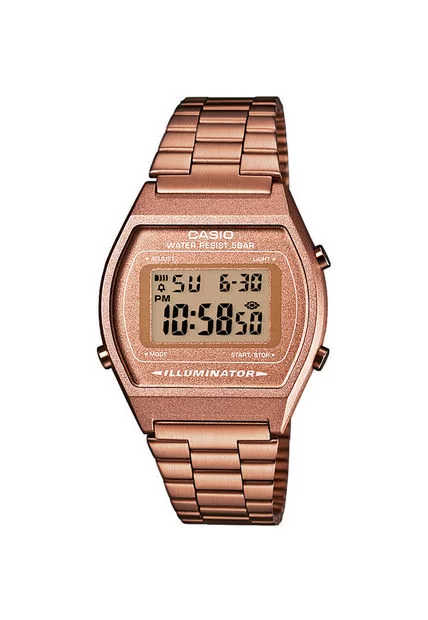 CASIO
WATER RESIST 5BAR
ADJUST LIGHT
SU 6-30
PM 10:58 50
MODE START/STOP
ILLUMINATOR